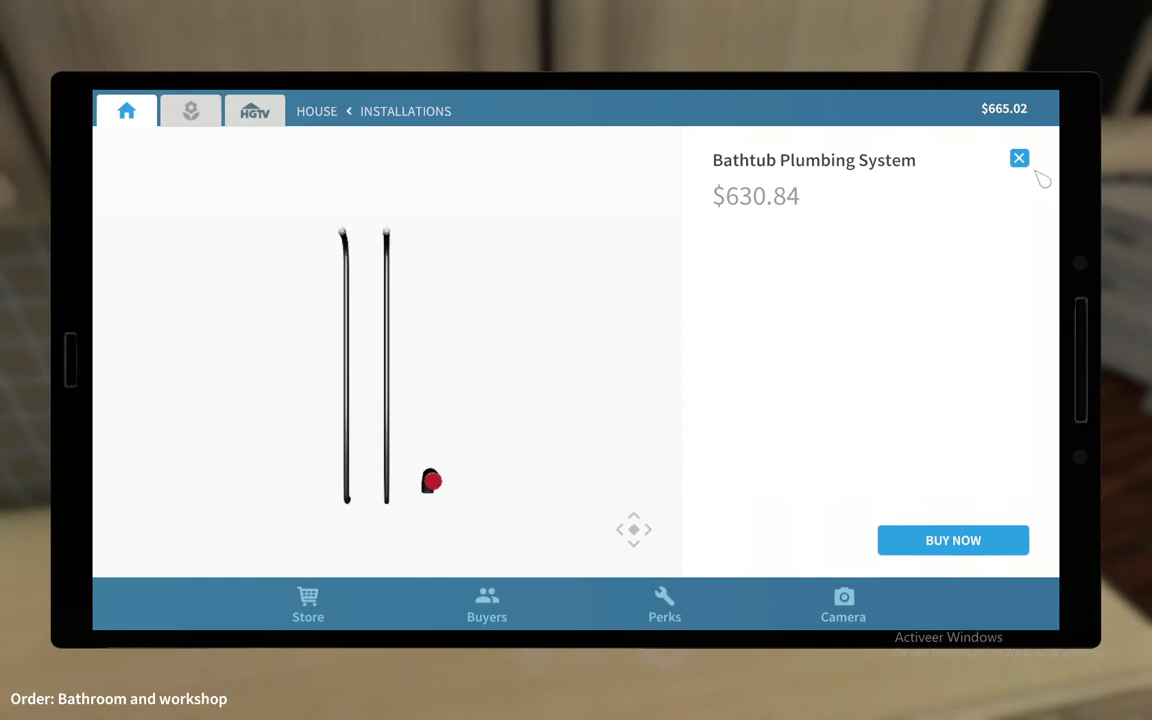 HGTV
HOUSE < INSTALLATIONS
$665.02
Bathtub Plumbing System
$630.84
BUY NOW
Store
Buyers
Perks
Camera
Activeer Windows
Order: Bathroom and workshop